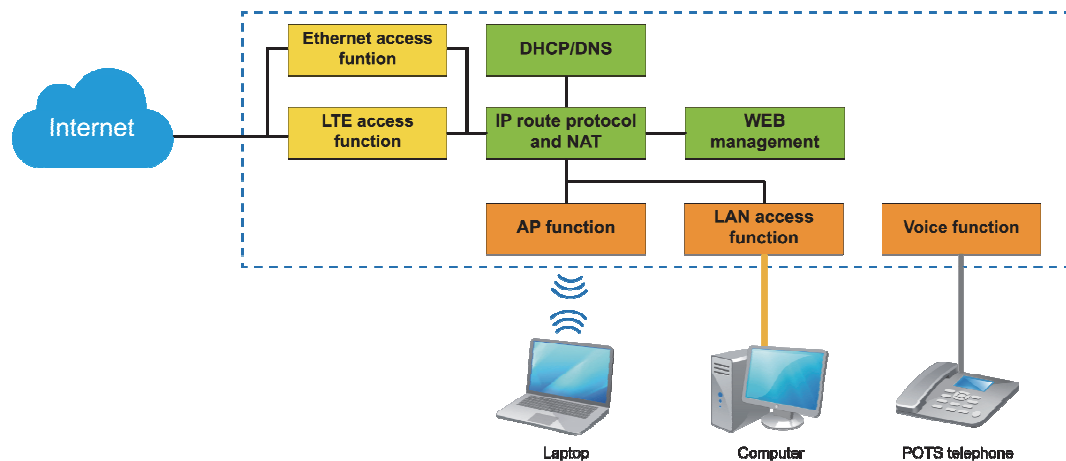 Ethernet access
funtion
DHCP/DNS
Internet
LTE access
function
IP route protocol
and NAT
WEB
management
AP function
LAN access
function
Voice function
Laptop
Computer
POTS telephone